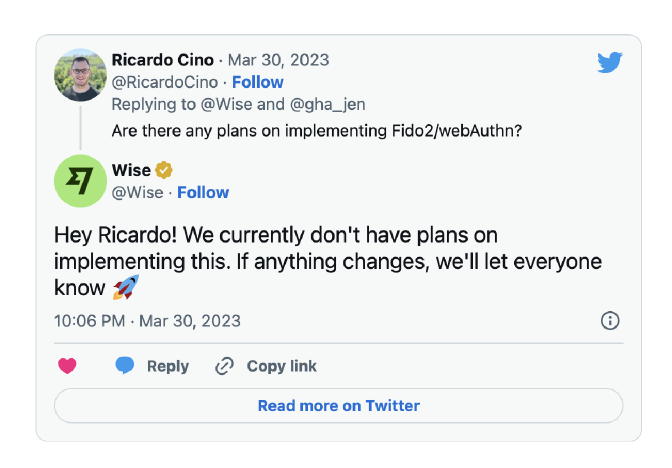 Ricardo Cino · Mar 30, 2023
@RicardoCino · Follow
Replying to @Wise and @gha_jen
Are there any plans on implementing Fido2/webAuthn?
Wise
@Wise · Follow
Hey Ricardo! We currently don't have plans on
implementing this. If anything changes, we'll let everyone
know 🚀
10:06 PM · Mar 30, 2023
Reply Copy link
Read more on Twitter